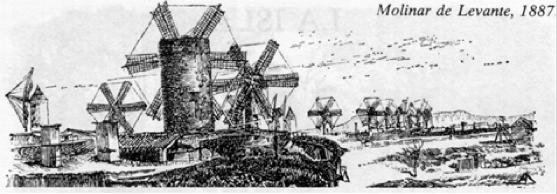 Molinar de Levante, 1887